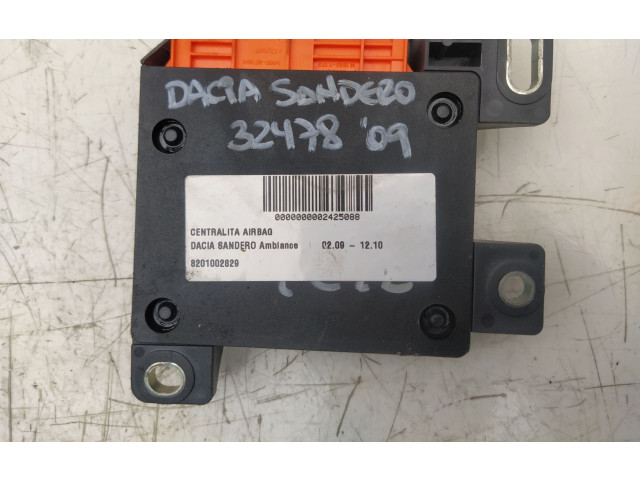 DACIA SANDERO
32478 '09
0000000002425088
CENTRALITA AIRBAG
DACIA SANDERO Ambiance 02.09 - 12.10
8201002829